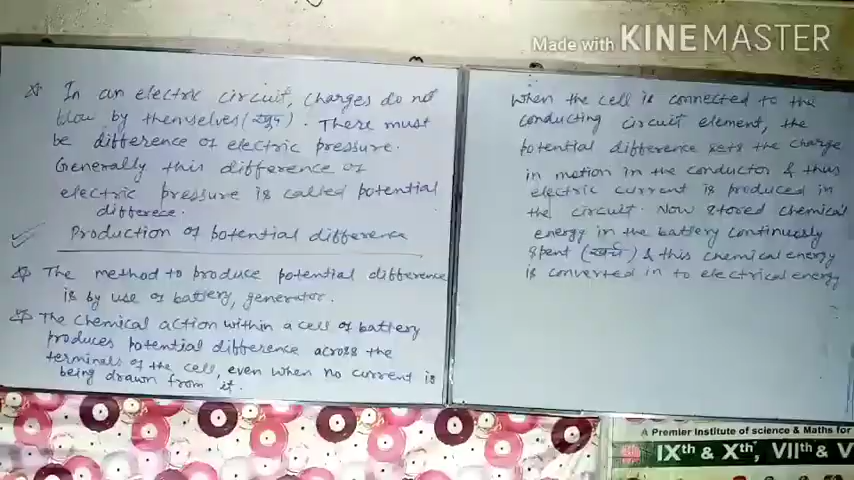 Made with KINEMASTER
In an electric circuit, charges do not
flow by themselves (खुद). There must
be difference of electric pressure.
Generally this difference of
electric pressure is called potential
differece.
Production of potential difference
The method to produce potential difference
is by use of battery, generator.
The chemical action within a cell of battery
produces potential difference across the
terminals of the cell, even when no current is
being drawn from it.
When the cell is connected to the
conducting circuit element, the
potential difference sets the charge
in motion in the conductor & thus
electric current is produced in
the circuit. Now stored chemical
energy in the battery continuously
spent (खर्च) & this chemical energy
is converted in to electrical energy
A Premier Institute of science & Maths for
IXth & Xth, VIIth & V